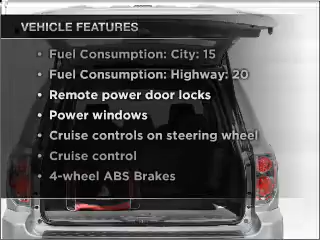 VEHICLE FEATURES
• Fuel Consumption: City: 15
• Fuel Consumption: Highway: 20
• Remote power door locks
• Power windows
• Cruise controls on steering wheel
• Cruise control
• 4-wheel ABS Brakes